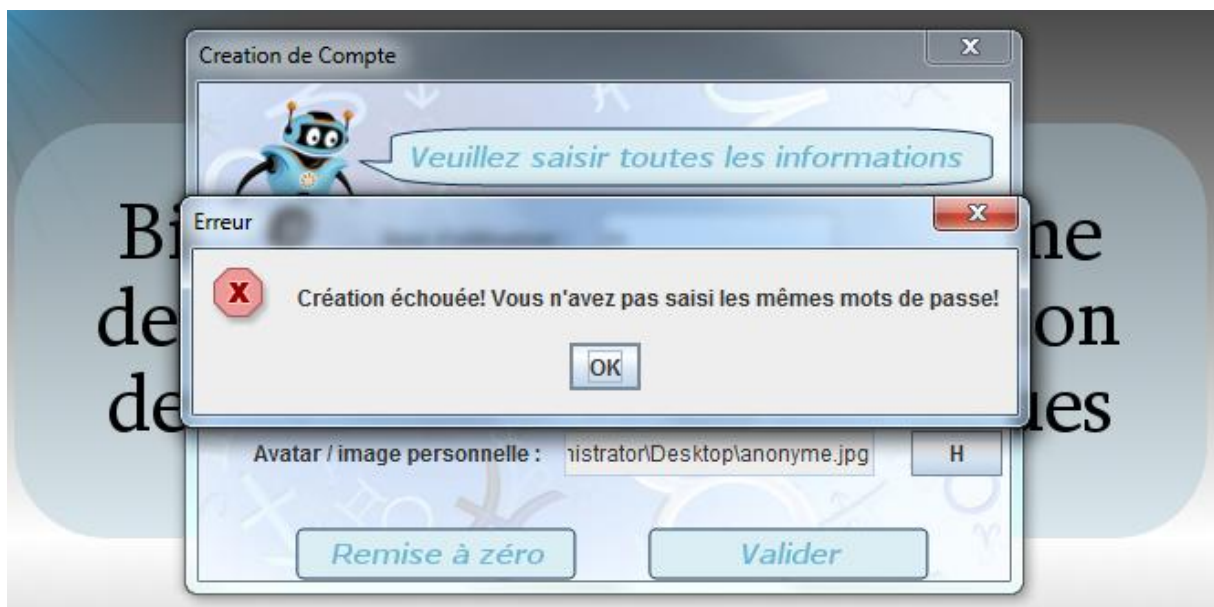 Creation de Compte
Veuillez saisir toutes les informations
Erreur
Création échouée! Vous n'avez pas saisi les mêmes mots de passe!
OK
Avatar / image personnelle : nistrator\Desktop\anonyme.jpg H
Remise à zéro Valider